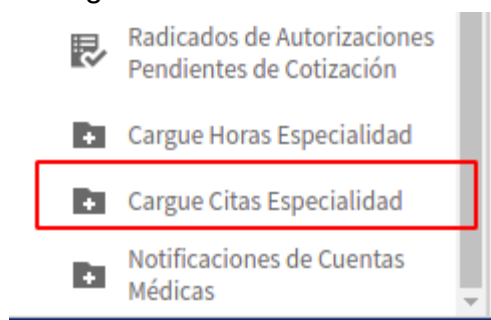 Radicados de Autorizaciones
Pendientes de Cotización
Cargue Horas Especialidad
Cargue Citas Especialidad
Notificaciones de Cuentas
Médicas